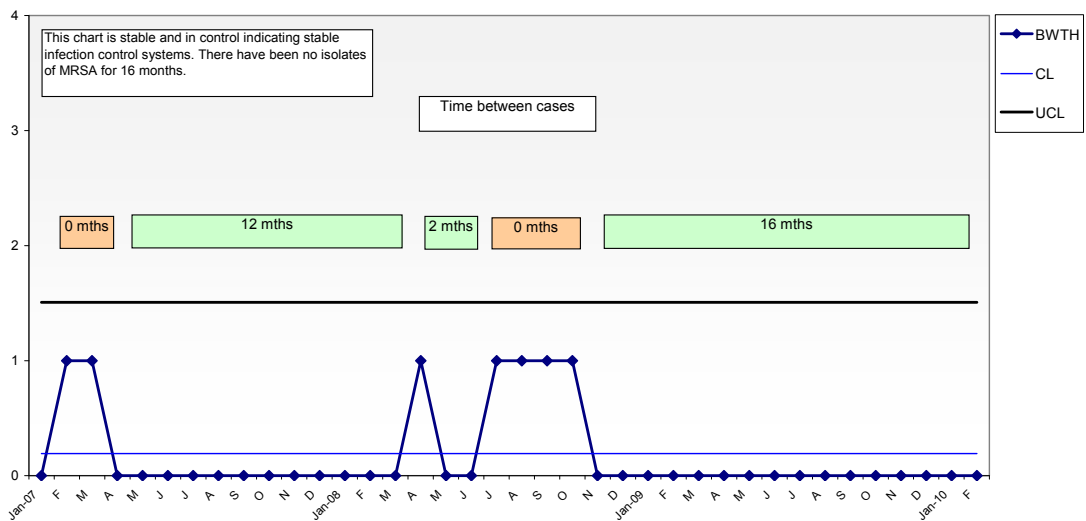 4
3
2
1
0
This chart is stable and in control indicating stable
infection control systems. There have been no isolates
of MRSA for 16 months.
Time between cases
0 mths
12 mths
2 mths
0 mths
16 mths
BWTH
CL
UCL
Jan-07 F M A M J J A S O N D Jan-08 F M A M J J A S O N D Jan-09 F M A M J J A S O N D Jan-10 F